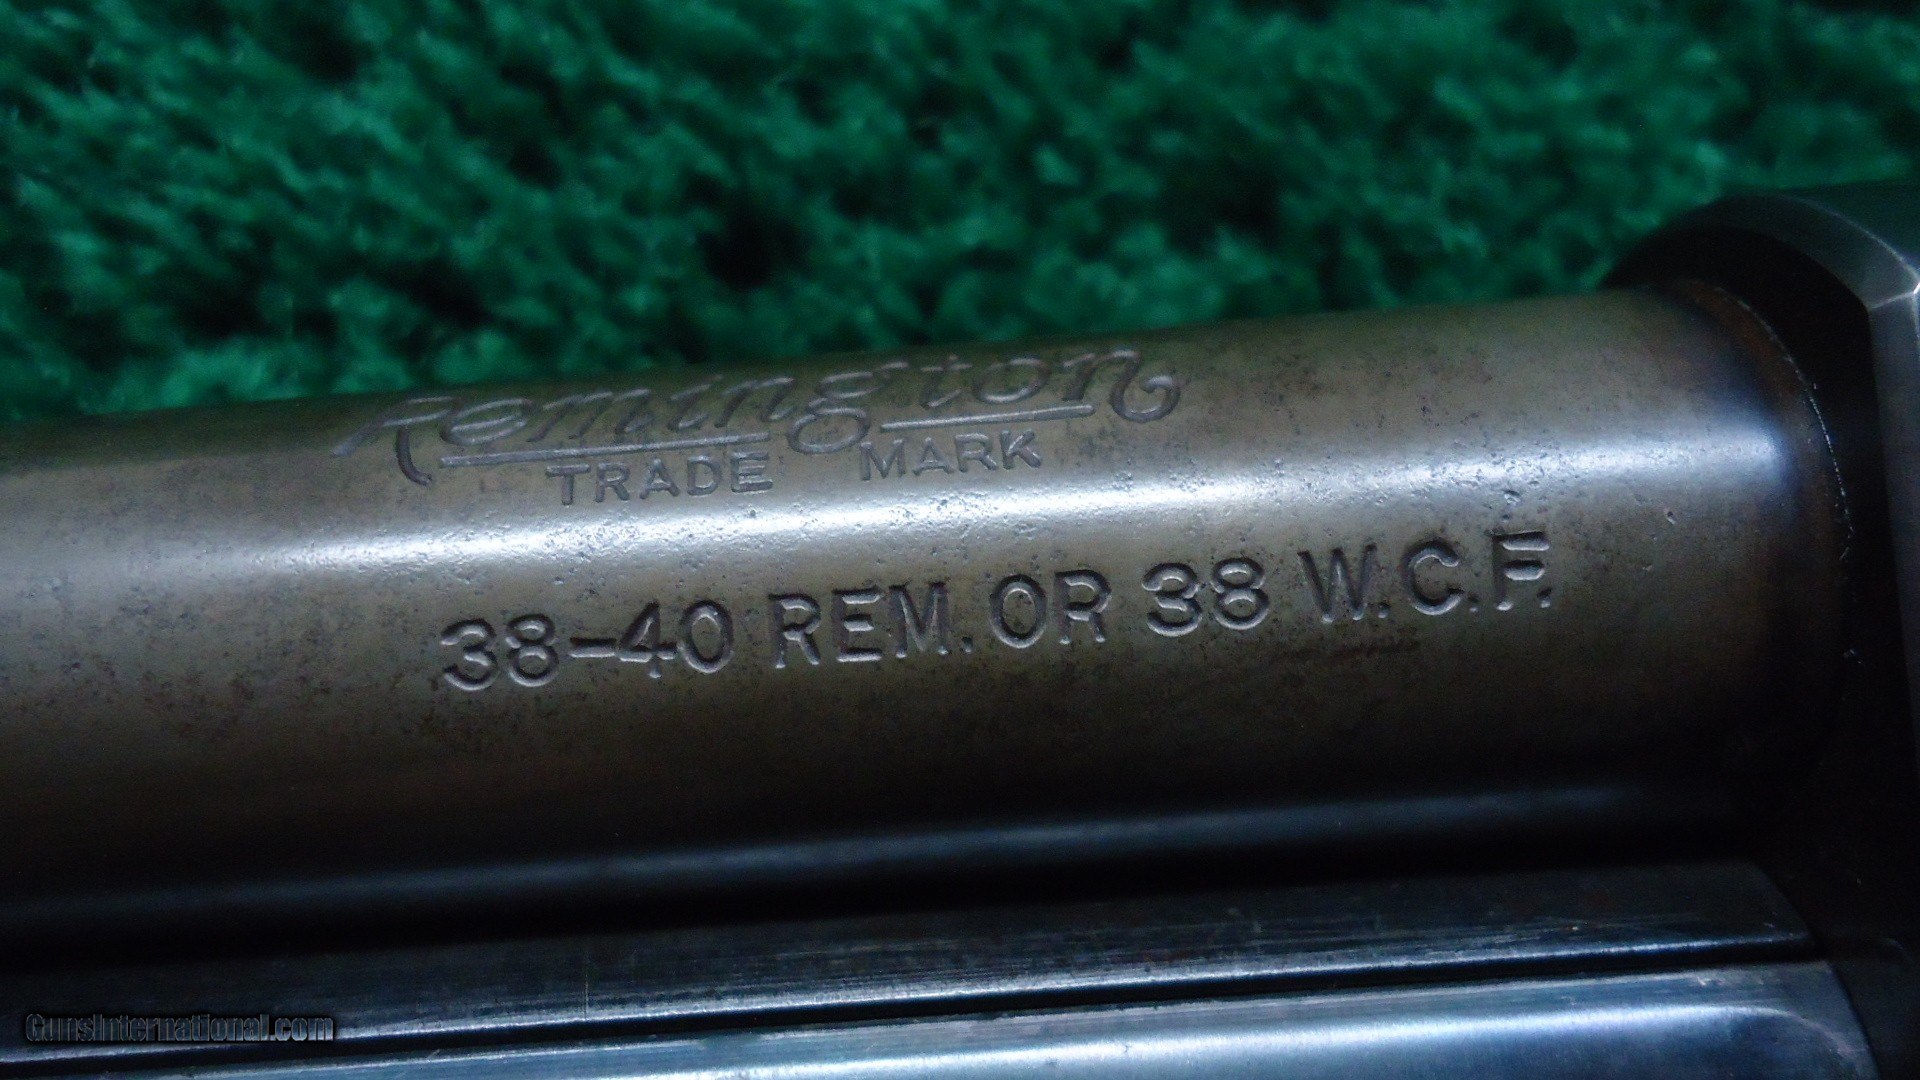 Remington
TRADE MARK
38-40 REM. OR 38 W.C.F.
GunsInternational.com